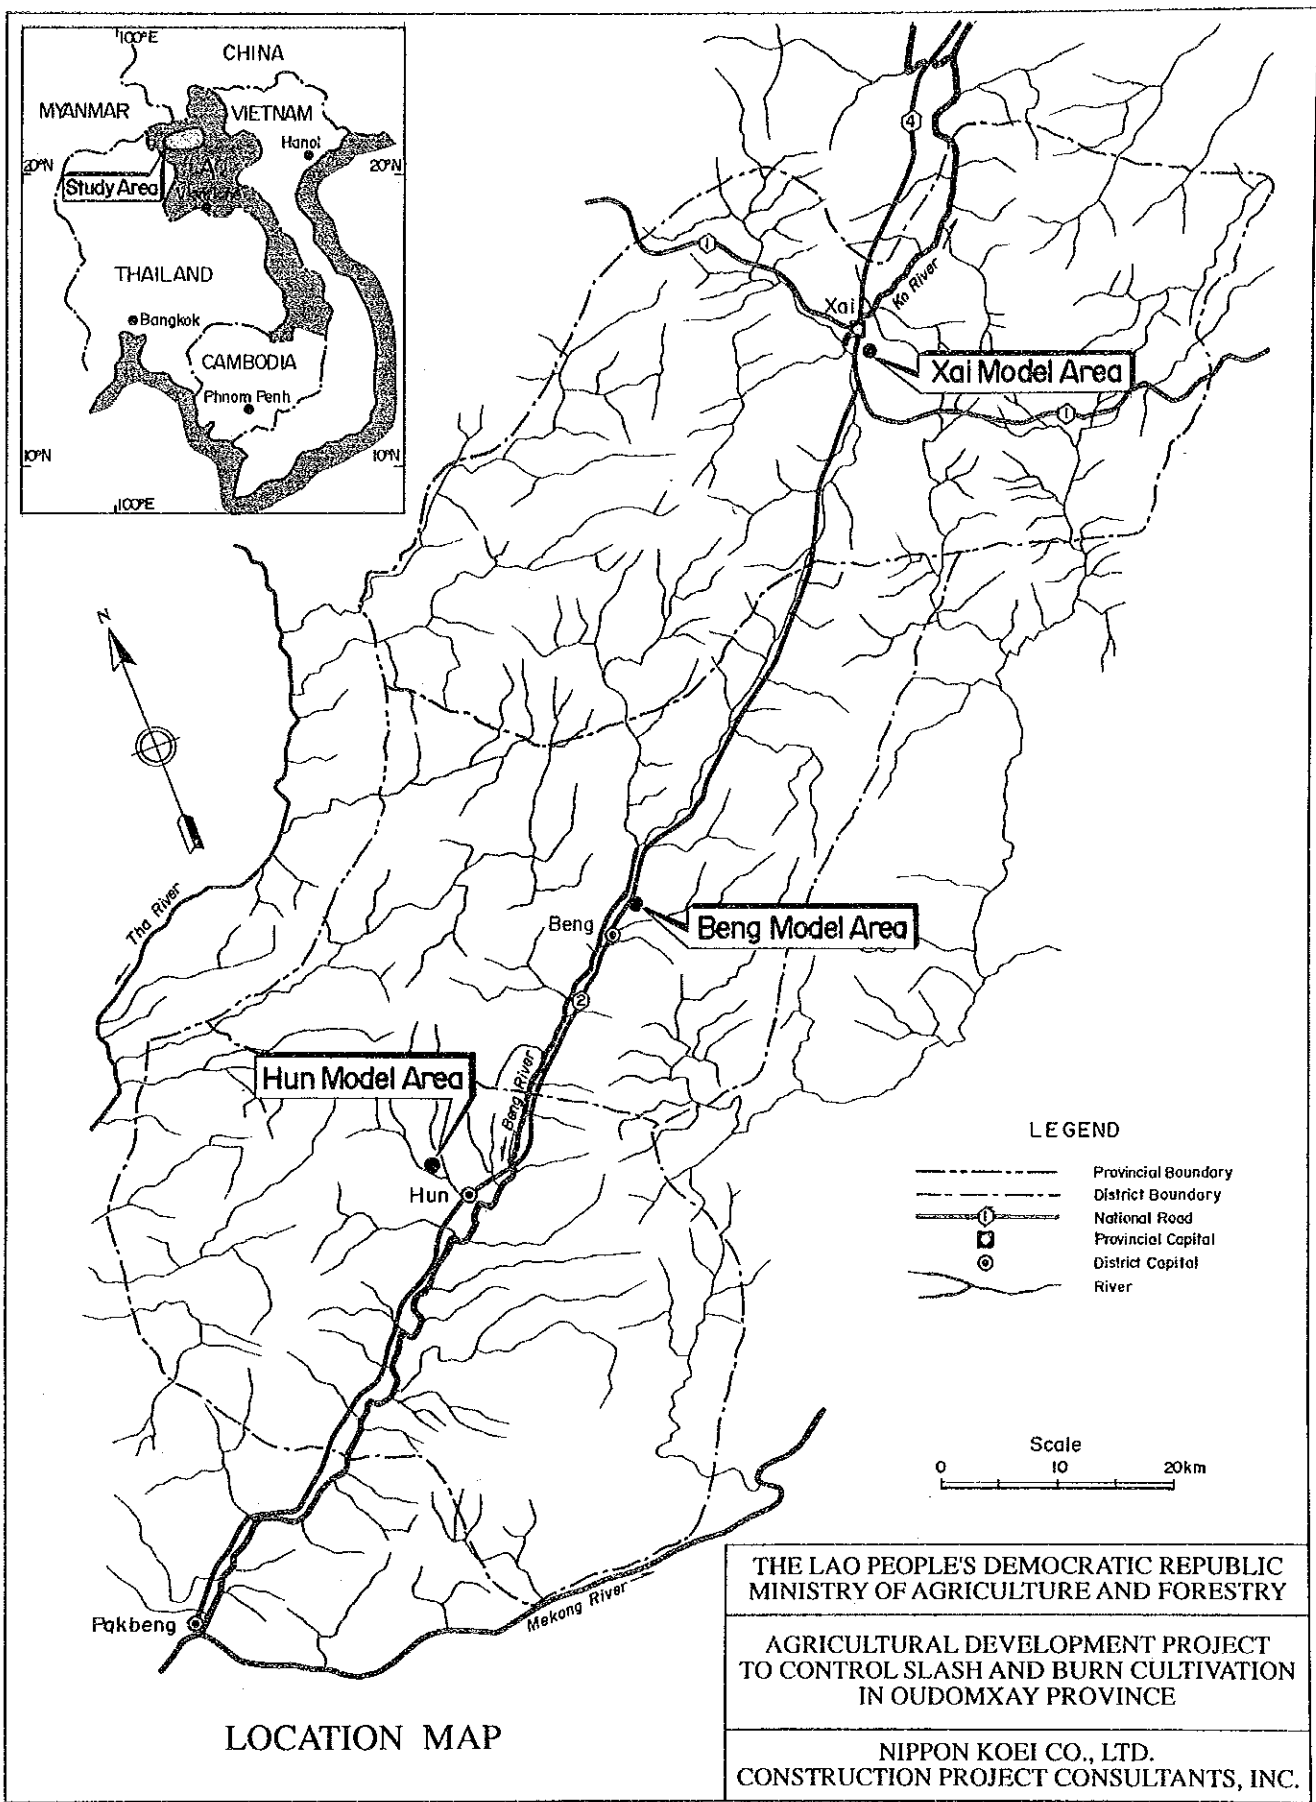 100°E
CHINA
MYANMAR
VIETNAM
Hanoi
20°N
20°N
Study Area
THAILAND
Bangkok
CAMBODIA
Phnom Penh
10°N
10°N
100°E
4
1
Ko River
Xai
Xai Model Area
1
N
Tha River
Beng
Beng Model Area
2
Hun Model Area
Beng River
Hun
LEGEND
Provincial Boundary
District Boundary
1
National Road
Provincial Capital
District Capital
River
Scale
0 10 20km
Mekong River
Pakbeng
LOCATION MAP
THE LAO PEOPLE'S DEMOCRATIC REPUBLIC
MINISTRY OF AGRICULTURE AND FORESTRY
AGRICULTURAL DEVELOPMENT PROJECT
TO CONTROL SLASH AND BURN CULTIVATION
IN OUDOMXAY PROVINCE
NIPPON KOEI CO., LTD.
CONSTRUCTION PROJECT CONSULTANTS, INC.